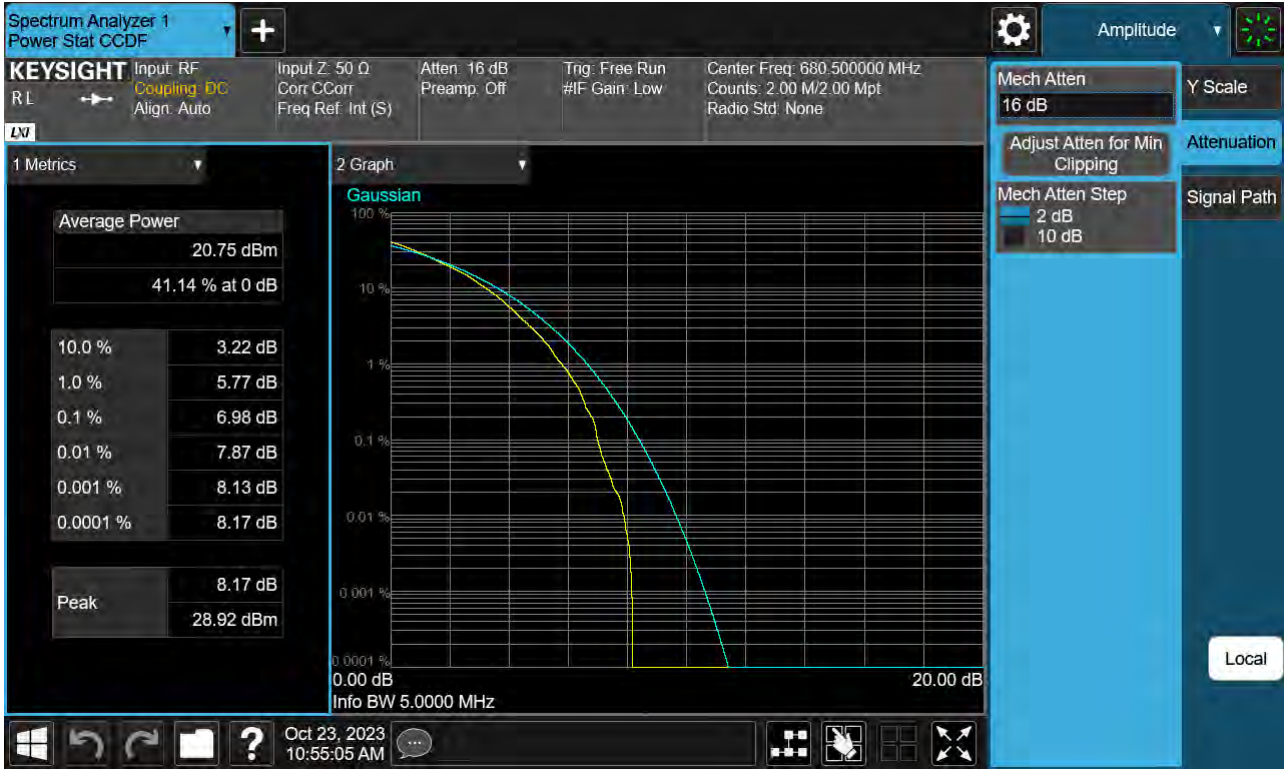 Spectrum Analyzer 1
Power Stat CCDF
Amplitude
KEYSIGHT
R L
LXI
Input: RF
Coupling: DC
Align: Auto
Input Z: 50 Ω
Corr CCorr
Freq Ref: Int (S)
Atten: 16 dB
Preamp: Off
Trig: Free Run
#IF Gain: Low
Center Freq: 680.500000 MHz
Counts: 2.00 M/2.00 Mpt
Radio Std: None
1 Metrics
Average Power
20.75 dBm
41.14 % at 0 dB
10.0 % 3.22 dB
1.0 % 5.77 dB
0.1 % 6.98 dB
0.01 % 7.87 dB
0.001 % 8.13 dB
0.0001 % 8.17 dB
Peak
8.17 dB
28.92 dBm
2 Graph
Gaussian
100 %
10 %
1 %
0.1 %
0.01 %
0.001 %
0.0001 %
0.00 dB 20.00 dB
Info BW 5.0000 MHz
Mech Atten
16 dB
Adjust Atten for Min
Clipping
Mech Atten Step
2 dB
10 dB
Y Scale
Attenuation
Signal Path
Local
?
Oct 23, 2023
10:55:05 AM